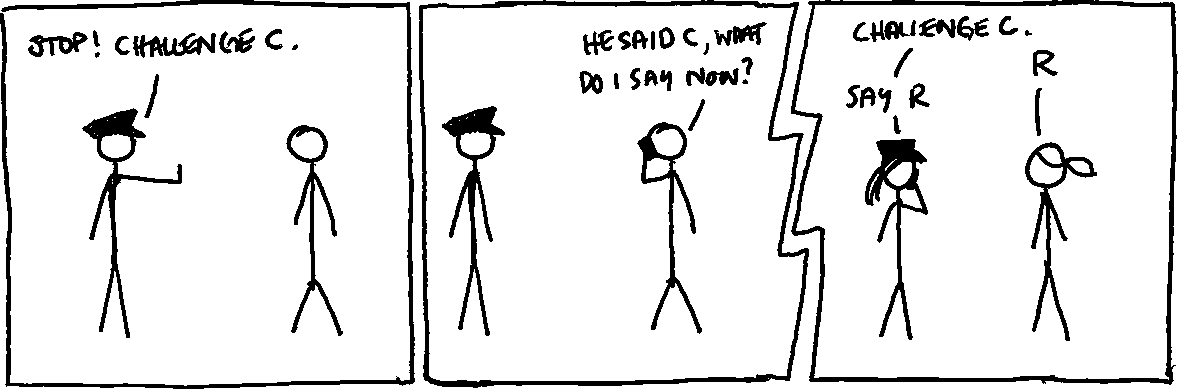 STOP! CHALLENGE C.
HE SAID C, WHAT
DO I SAY NOW?
CHALLENGE C.
SAY R
R